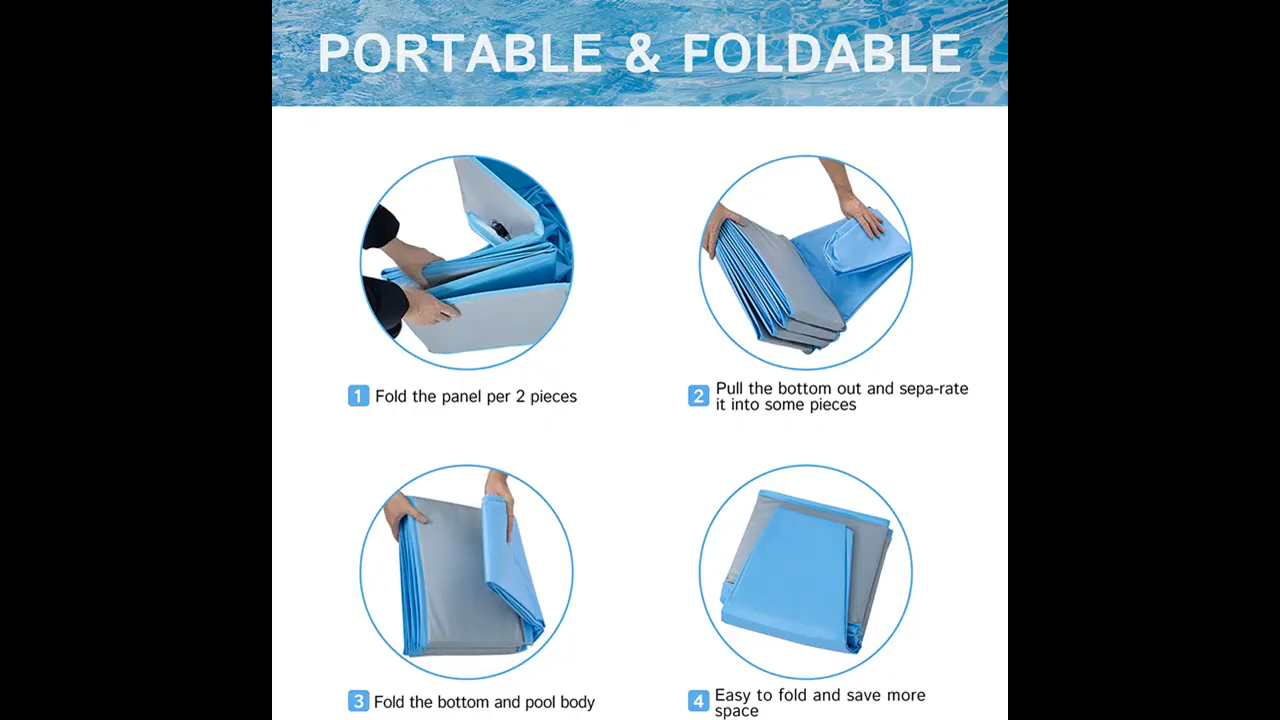 PORTABLE & FOLDABLE
1 Fold the panel per 2 pieces
2 Pull the bottom out and sepa-rate
it into some pieces
3 Fold the bottom and pool body
4 Easy to fold and save more
space